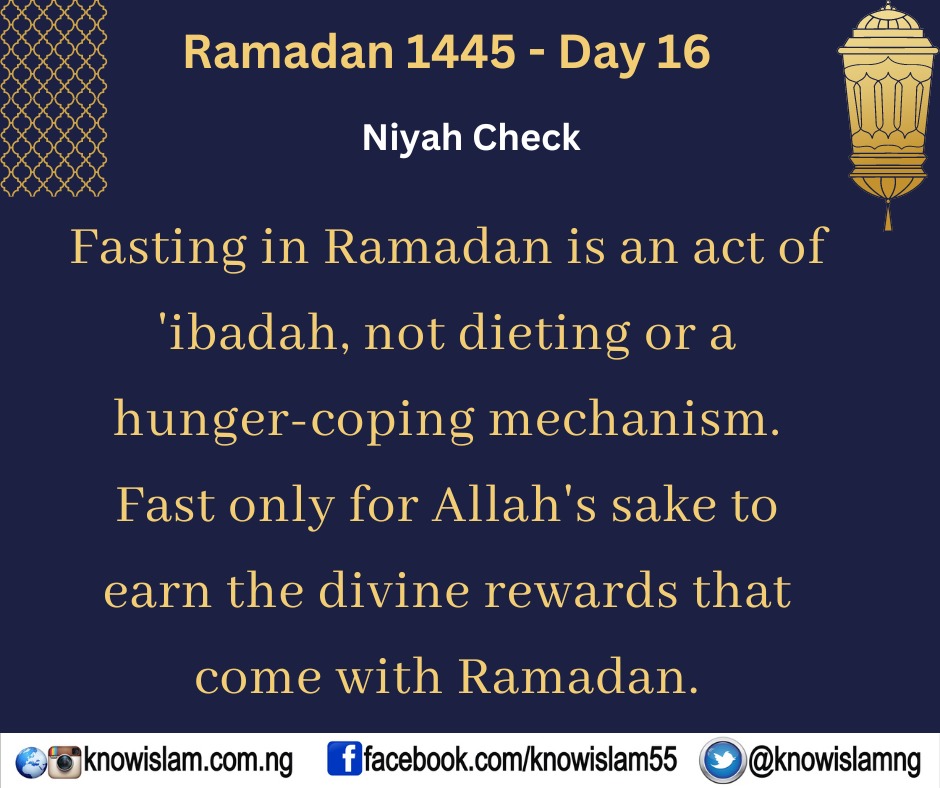 Ramadan 1445 - Day 16
Niyah Check
Fasting in Ramadan is an act of
'ibadah, not dieting or a
hunger-coping mechanism.
Fast only for Allah's sake to
earn the divine rewards that
come with Ramadan.
knowislam.com.ng facebook.com/knowislam55 @knowislamng